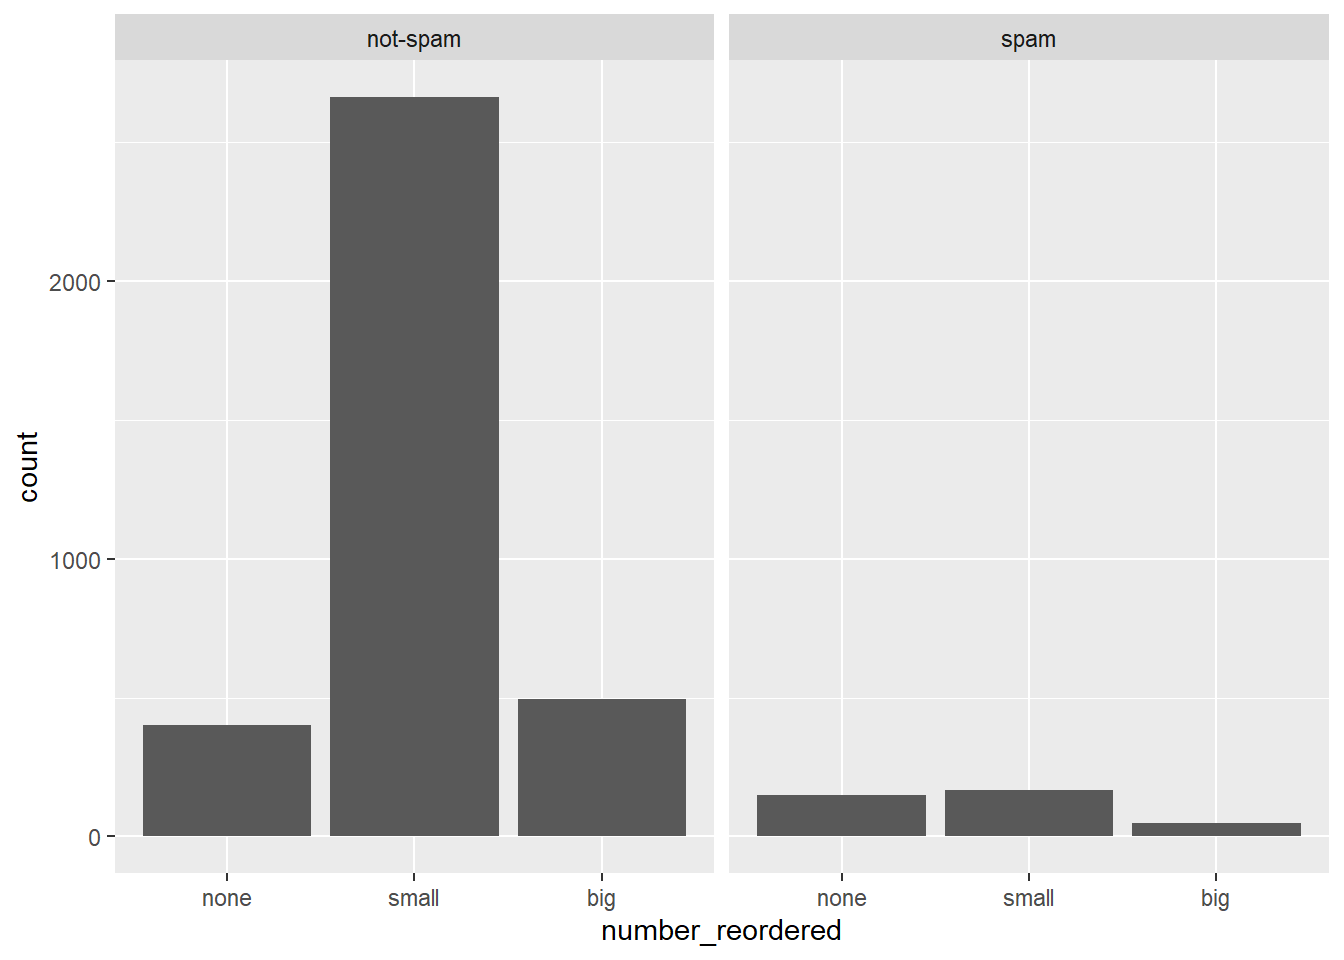 not-spam
spam
2000
1000
0
count
none small big
none small big
number_reordered